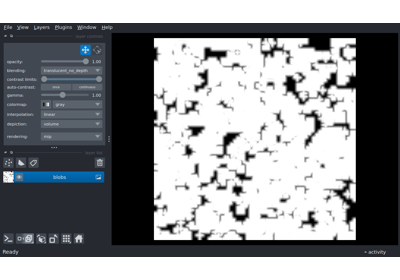 File View Layers Plugins Window Help
opacity: 1.00
blending: translucent_no_depth
contrast limits:
auto-contrast: once continuous
gamma: 1.00
colormap: gray
interpolation: linear
depiction: volume
rendering: mip
blobs
Ready
activity